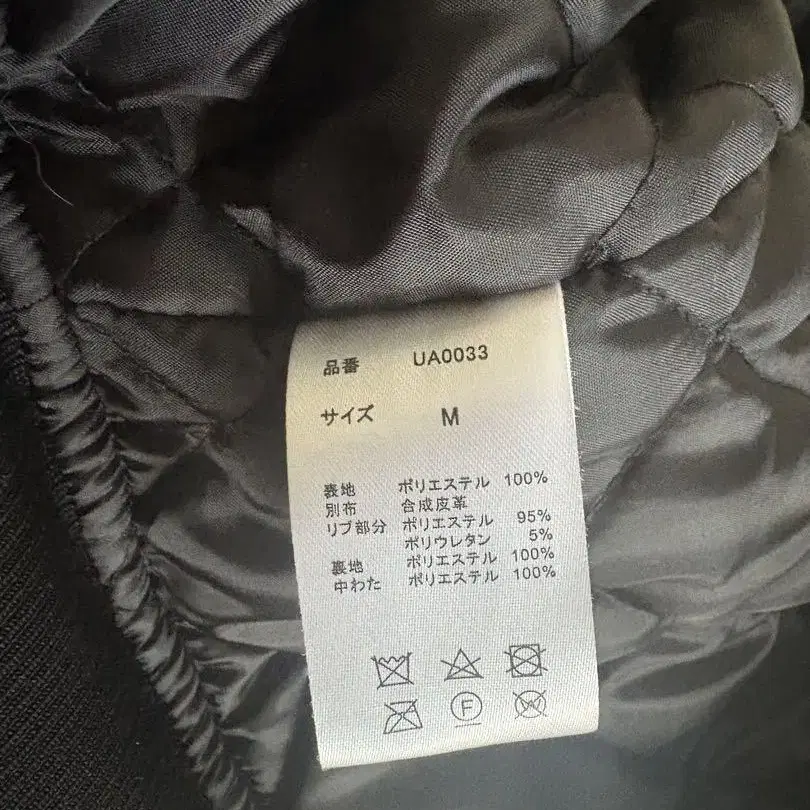 品番 UA0033
サイズ M
表地 ポリエステル 100%
別布 合成皮革
リブ部分 ポリエステル 95%
ポリウレタン 5%
裏地 ポリエステル 100%
中わた ポリエステル 100%
F W